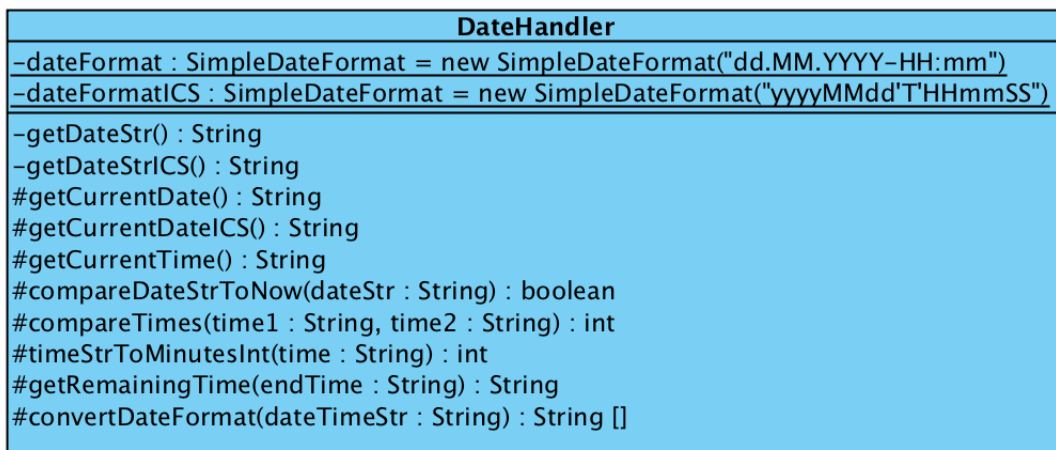 DateHandler
-dateFormat : SimpleDateFormat = new SimpleDateFormat("dd.MM.YYYY-HH:mm")
-dateFormatICS : SimpleDateFormat = new SimpleDateFormat("yyyyMMdd'T'HHmmSS")
-getDateStr() : String
-getDateStrICS() : String
#getCurrentDate() : String
#getCurrentDateICS() : String
#getCurrentTime() : String
#compareDateStrToNow(dateStr : String) : boolean
#compareTimes(time1 : String, time2 : String) : int
#timeStrToMinutesInt(time : String) : int
#getRemainingTime(endTime : String) : String
#convertDateFormat(dateTimeStr : String) : String []